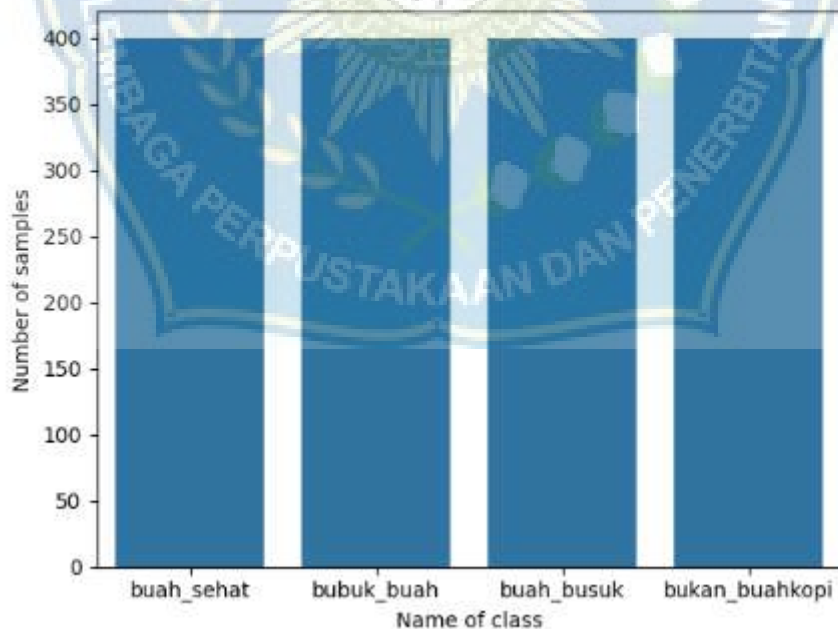 LEMBAGA PERPUSTAKAAN DAN PENERBITAN
400
350
300
250
200
150
100
50
0
Number of samples
buah_sehat bubuk_buah buah_busuk bukan_buahkopi
Name of class